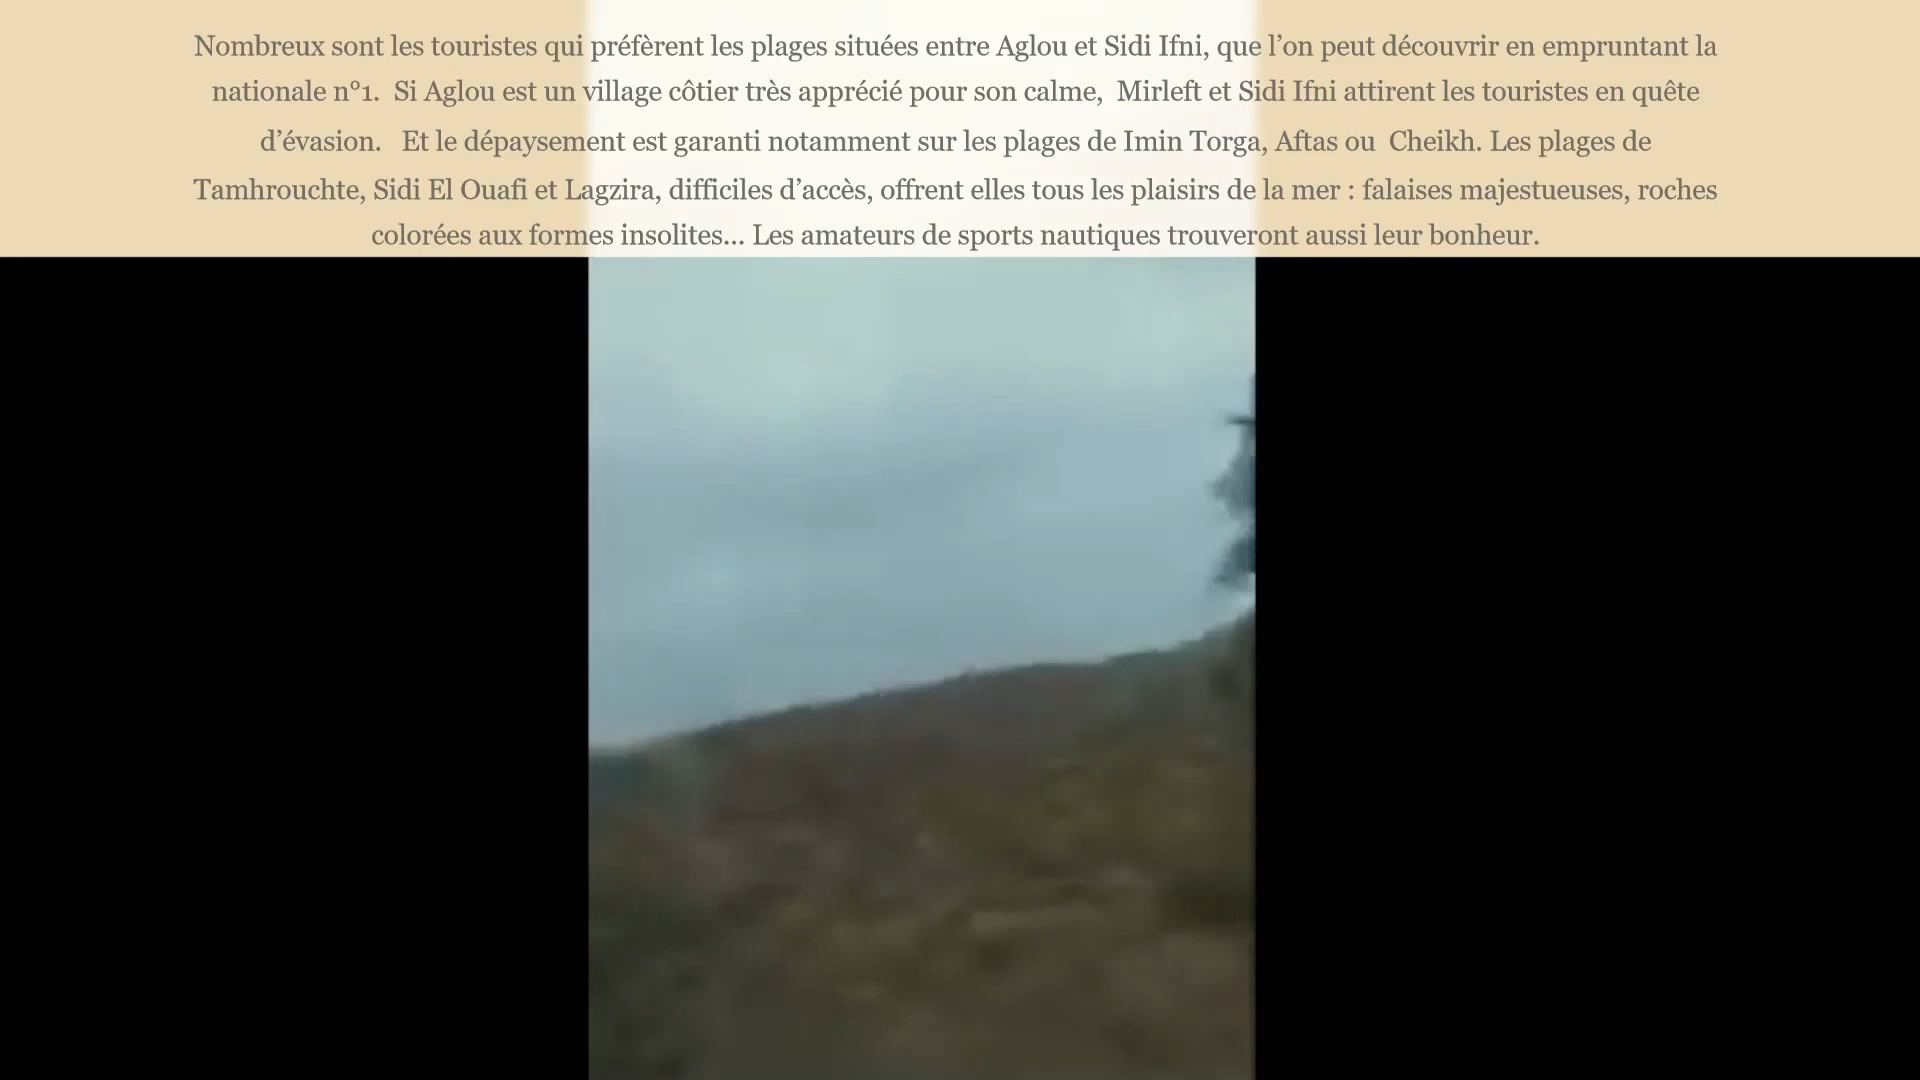 Nombreux sont les touristes qui préfèrent les plages situées entre Aglou et Sidi Ifni, que l’on peut découvrir en empruntant la
nationale n°1.  Si Aglou est un village côtier très apprécié pour son calme,  Mirleft et Sidi Ifni attirent les touristes en quête
d’évasion.   Et le dépaysement est garanti notamment sur les plages de Imin Torga, Aftas ou  Cheikh. Les plages de
Tamhrouchte, Sidi El Ouafi et Lagzira, difficiles d’accès, offrent elles tous les plaisirs de la mer : falaises majestueuses, roches
colorées aux formes insolites... Les amateurs de sports nautiques trouveront aussi leur bonheur.